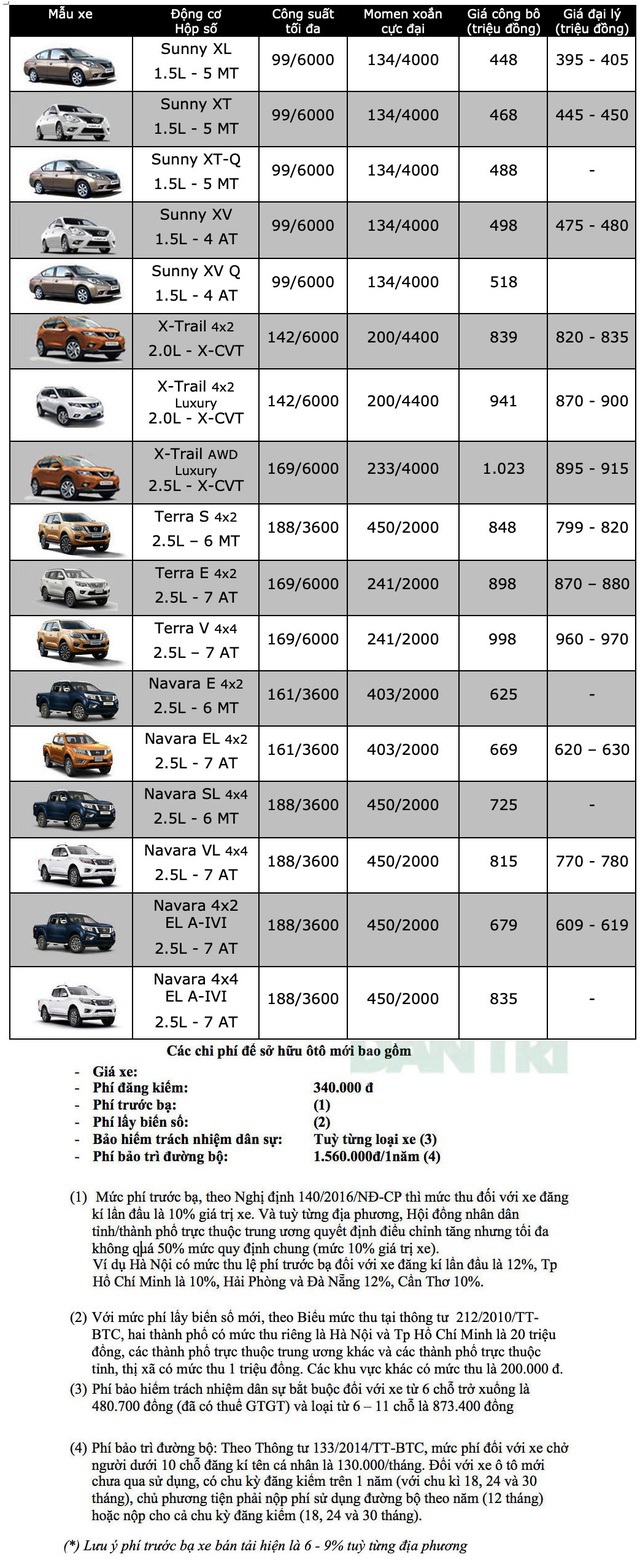 Mẫu xe Động cơ Công suất Momen xoắn Giá công bố Giá đại lý
Hộp số tối đa cực đại (triệu đồng) (triệu đồng)
Sunny XL
1.5L - 5 MT 99/6000 134/4000 448 395 - 405
Sunny XT
1.5L - 5 MT 99/6000 134/4000 468 445 - 450
Sunny XT-Q
1.5L - 5 MT 99/6000 134/4000 488 -
Sunny XV
1.5L - 4 AT 99/6000 134/4000 498 475 - 480
Sunny XV Q
1.5L - 4 AT 99/6000 134/4000 518
X-Trail 4x2
2.0L - X-CVT 142/6000 200/4400 839 820 - 835
X-Trail 4x2
Luxury
2.0L - X-CVT 142/6000 200/4400 941 870 - 900
X-Trail AWD
Luxury
2.5L - X-CVT 169/6000 233/4000 1.023 895 - 915
Terra S 4x2
2.5L – 6 MT 188/3600 450/2000 848 799 - 820
Terra E 4x2
2.5L - 7 AT 169/6000 241/2000 898 870 – 880
Terra V 4x4
2.5L – 7 AT 169/6000 241/2000 998 960 - 970
Navara E 4x2
2.5L - 6 MT 161/3600 403/2000 625 -
Navara EL 4x2
2.5L - 7 AT 161/3600 403/2000 669 620 – 630
Navara SL 4x4
2.5L - 6 MT 188/3600 450/2000 725 -
Navara VL 4x4
2.5L - 7 AT 188/3600 450/2000 815 770 - 780
Navara 4x2
EL A-IVI
2.5L - 7 AT 188/3600 450/2000 679 609 - 619
Navara 4x4
EL A-IVI
2.5L - 7 AT 188/3600 450/2000 835 -
Các chi phí để sở hữu ôtô mới bao gồm
DANTRI
- Giá xe:
- Phí đăng kiểm: 340.000 đ
- Phí trước bạ: (1)
- Phí lấy biển số: (2)
- Bảo hiểm trách nhiệm dân sự: Tuỳ từng loại xe (3)
- Phí bảo trì đường bộ: 1.560.000đ/1năm (4)
(1) Mức phí trước bạ, theo Nghị định 140/2016/NĐ-CP thì mức thu đối với xe đăng
kí lần đầu là 10% giá trị xe. Và tuỳ từng địa phương, Hội đồng nhân dân
tỉnh/thành phố trực thuộc trung ương quyết định điều chỉnh tăng nhưng tối đa
không quá 50% mức quy định chung (mức 10% giá trị xe).
Ví dụ Hà Nội có mức thu lệ phí trước bạ đối với xe đăng kí lần đầu là 12%, Tp
Hồ Chí Minh là 10%, Hải Phòng và Đà Nẵng 12%, Cần Thơ 10%.
(2) Với mức phí lấy biển số mới, theo Biểu mức thu tại thông tư 212/2010/TT-
BTC, hai thành phố có mức thu riêng là Hà Nội và Tp Hồ Chí Minh là 20 triệu
đồng, các thành phố trực thuộc trung ương khác và các thành phố trực thuộc
tỉnh, thị xã có mức thu 1 triệu đồng. Các khu vực khác có mức thu là 200.000 đ.
(3) Phí bảo hiểm trách nhiệm dân sự bắt buộc đối với xe từ 6 chỗ trở xuống là
480.700 đồng (đã có thuế GTGT) và loại từ 6 – 11 chỗ là 873.400 đồng
(4) Phí bảo trì đường bộ: Theo Thông tư 133/2014/TT-BTC, mức phí đối với xe chở
người dưới 10 chỗ đăng kí tên cá nhân là 130.000/tháng. Đối với xe ô tô mới
chưa qua sử dụng, có chu kỳ đăng kiểm trên 1 năm (với chu kì 18, 24 và 30
tháng), chủ phương tiện phải nộp phí sử dụng đường bộ theo năm (12 tháng)
hoặc nộp cho cả chu kỳ đăng kiểm (18, 24 và 30 tháng).
(*) Lưu ý phí trước bạ xe bán tải hiện là 6 - 9% tuỳ từng địa phương